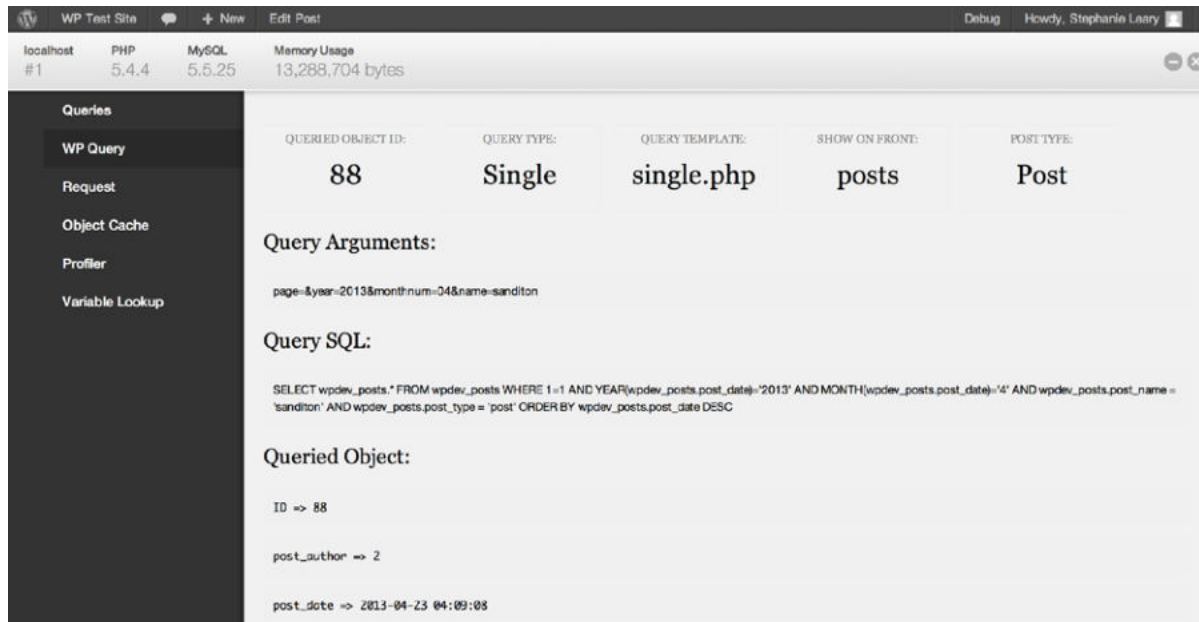 WP Test Site + New Edit Post Debug Howdy, Stephanie Leary
localhost PHP MySQL Memory Usage
#1 5.4.4 5.5.25 13,288,704 bytes
Queries
WP Query
Request
Object Cache
Profiler
Variable Lookup
QUERIED OBJECT ID: QUERY TYPE: QUERY TEMPLATE: SHOW ON FRONT: POST TYPE:
88 Single single.php posts Post
Query Arguments:
page=&year=2013&monthnum=04&name=sanditon
Query SQL:
SELECT wpdev_posts.* FROM wpdev_posts WHERE 1=1 AND YEAR(wpdev_posts.post_date)='2013' AND MONTH(wpdev_posts.post_date)='4' AND wpdev_posts.post_name =
'sanditon' AND wpdev_posts.post_type = 'post' ORDER BY wpdev_posts.post_date DESC
Queried Object:
ID => 88
post_author => 2
post_date => 2013-04-23 04:09:08